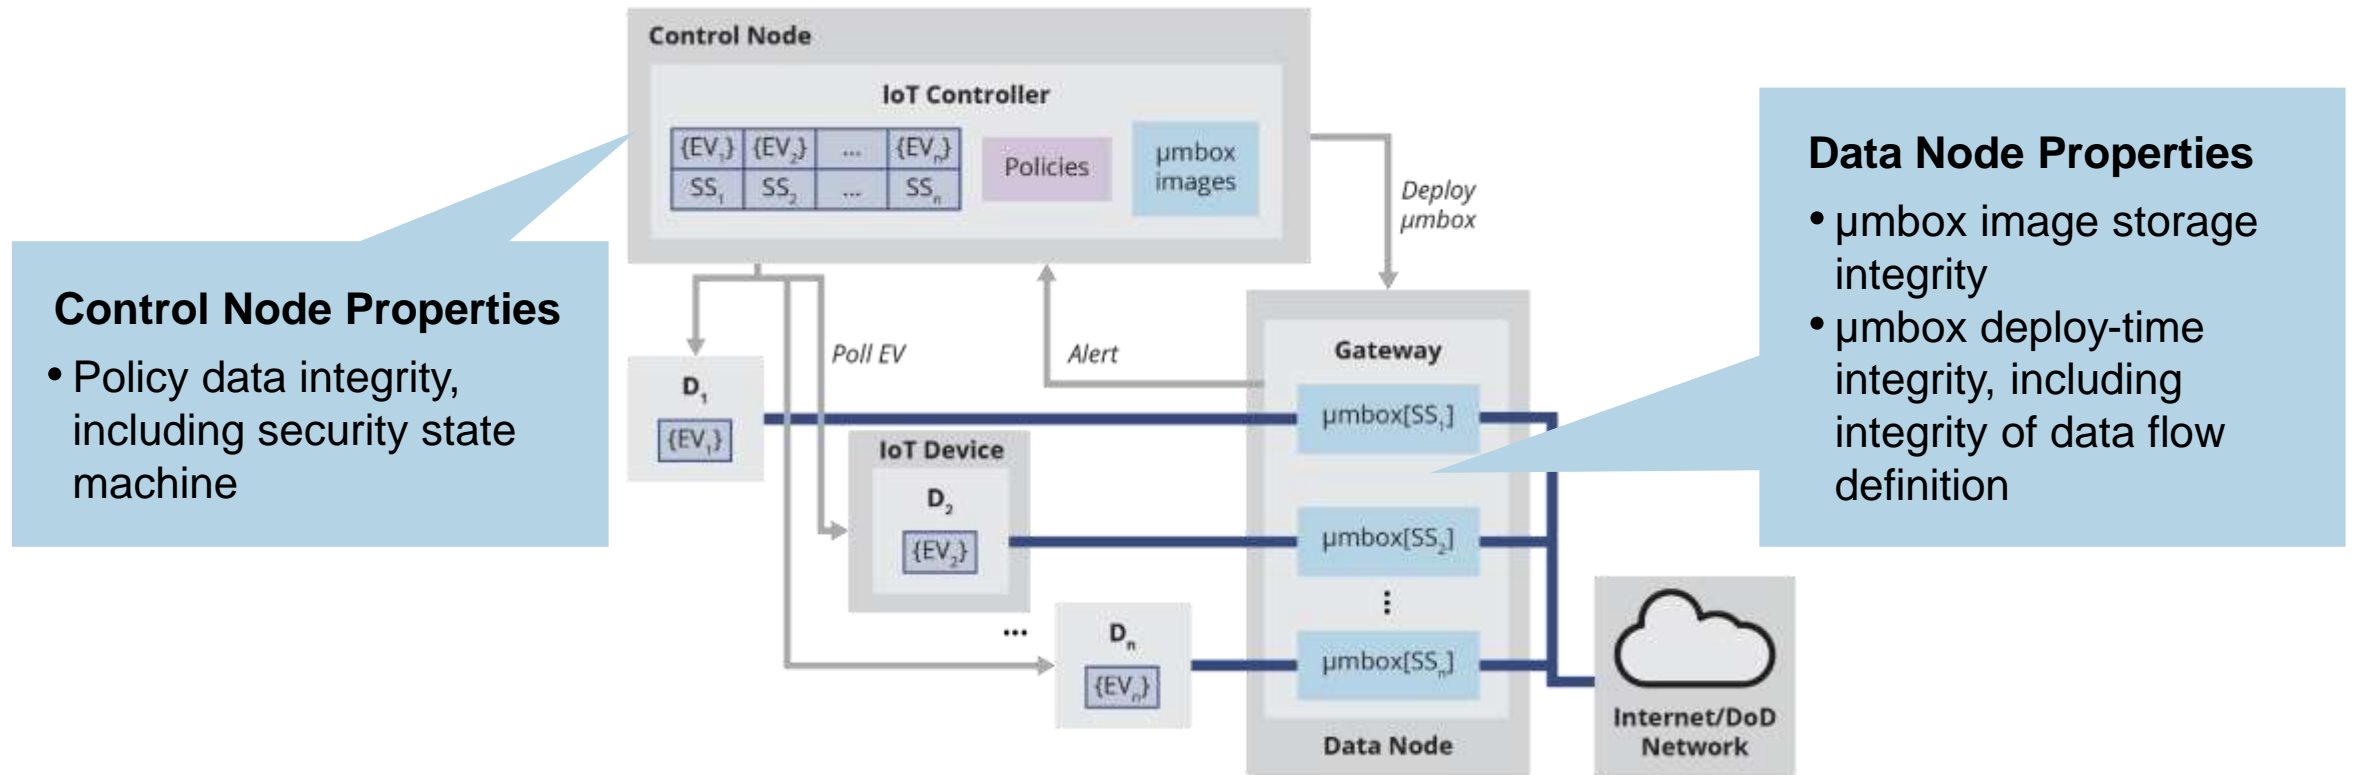 Control Node
IoT Controller
{EV₁} {EV₂} ... {EVₙ}
SS₁ SS₂ ... SSₙ
Policies
µmbox
images
Deploy
µmbox
Control Node Properties
• Policy data integrity,
including security state
machine
Poll EV
Alert
D₁
{EV₁}
IoT Device
D₂
{EV₂}
...
Dₙ
{EVₙ}
Gateway
µmbox[SS₁]
µmbox[SS₂]
⋮
µmbox[SSₙ]
Data Node
Data Node Properties
• µmbox image storage
integrity
• µmbox deploy-time
integrity, including
integrity of data flow
definition
Internet/DoD
Network